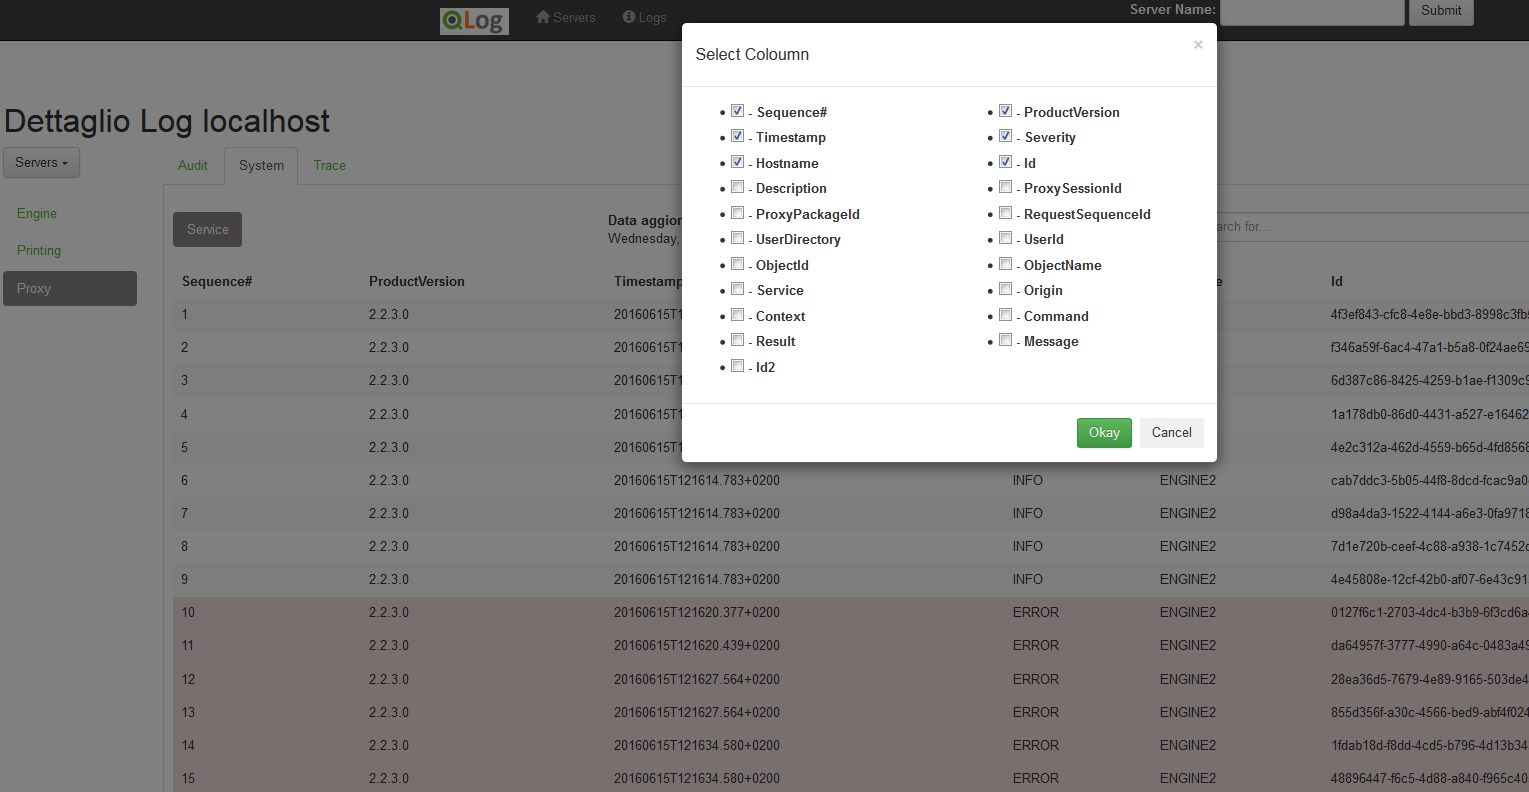 QLog Servers Logs Server Name: Submit
Select Coloumn ×
- Sequence# - ProductVersion
- Timestamp - Severity
- Hostname - Id
- Description - ProxySessionId
- ProxyPackageId - RequestSequenceId
- UserDirectory - UserId
- ObjectId - ObjectName
- Service - Origin
- Context - Command
- Result - Message
- Id2
Okay Cancel
Dettaglio Log localhost
Servers
Audit System Trace
Engine
Printing
Proxy
Service
Data aggior
Wednesday,
arch for...
Sequence# ProductVersion Timestamp e Id
1 2.2.3.0 20160615T1 4f3ef843-cfc8-4e8e-bbd3-8998c3fb
2 2.2.3.0 20160615T1 f346a59f-6ac4-47a1-b5a8-0f24ae69
3 2.2.3.0 20160615T1 6d387c86-8425-4259-b1ae-f1309c9
4 2.2.3.0 20160615T1 1a178db0-86d0-4431-a527-e16462
5 2.2.3.0 20160615T1 4e2c312a-462d-4559-b65d-4fd8568
6 2.2.3.0 20160615T121614.783+0200 INFO ENGINE2 cab7ddc3-5b05-44f8-8dcd-fcac9a0
7 2.2.3.0 20160615T121614.783+0200 INFO ENGINE2 d98a4da3-1522-4144-a6e3-0fa9718
8 2.2.3.0 20160615T121614.783+0200 INFO ENGINE2 7d1e720b-ceef-4c88-a938-1c7452
9 2.2.3.0 20160615T121614.783+0200 INFO ENGINE2 4e45808e-12cf-42b0-af07-6e43c91
10 2.2.3.0 20160615T121620.377+0200 ERROR ENGINE2 0127f6c1-2703-4dc4-b3b9-6f3cd6a
11 2.2.3.0 20160615T121620.439+0200 ERROR ENGINE2 da64957f-3777-4990-a64c-0483a49
12 2.2.3.0 20160615T121627.564+0200 ERROR ENGINE2 28ea36d5-7679-4e89-9165-503de4
13 2.2.3.0 20160615T121627.564+0200 ERROR ENGINE2 855d356f-a30c-4566-bed9-abf4f024
14 2.2.3.0 20160615T121634.580+0200 ERROR ENGINE2 1fdab18d-f8dd-4cd5-b796-4d13b34
15 2.2.3.0 20160615T121634.580+0200 ERROR ENGINE2 48896447-f6c5-4d88-a840-f965c40